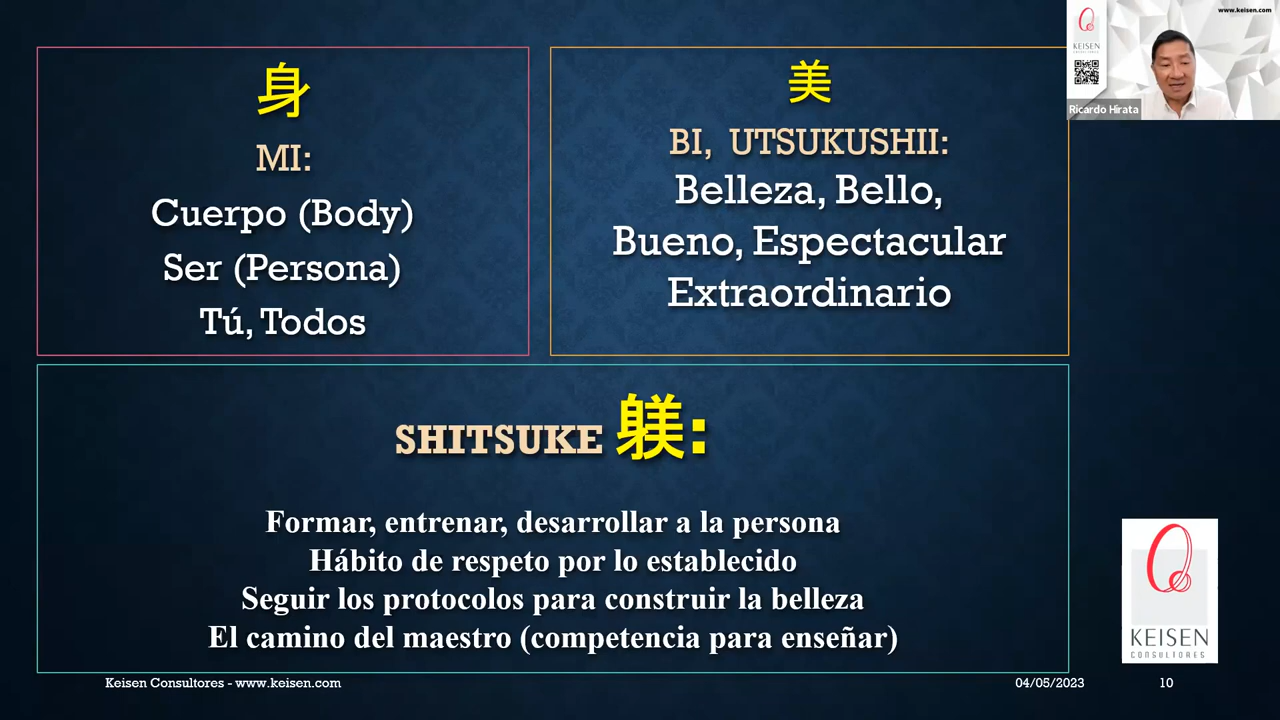 身
MI:
Cuerpo (Body)
Ser (Persona)
Tú, Todos
美
BI, UTSUKUSHII:
Belleza, Bello,
Bueno, Espectacular
Extraordinario
SHITSUKE 躾:
Formar, entrenar, desarrollar a la persona
Hábito de respeto por lo establecido
Seguir los protocolos para construir la belleza
El camino del maestro (competencia para enseñar)
Keisen Consultores - www.keisen.com
04/05/2023
10
www.keisen.com
KEISEN
CONSULTORES
Ricardo Hirata
KEISEN
CONSULTORES